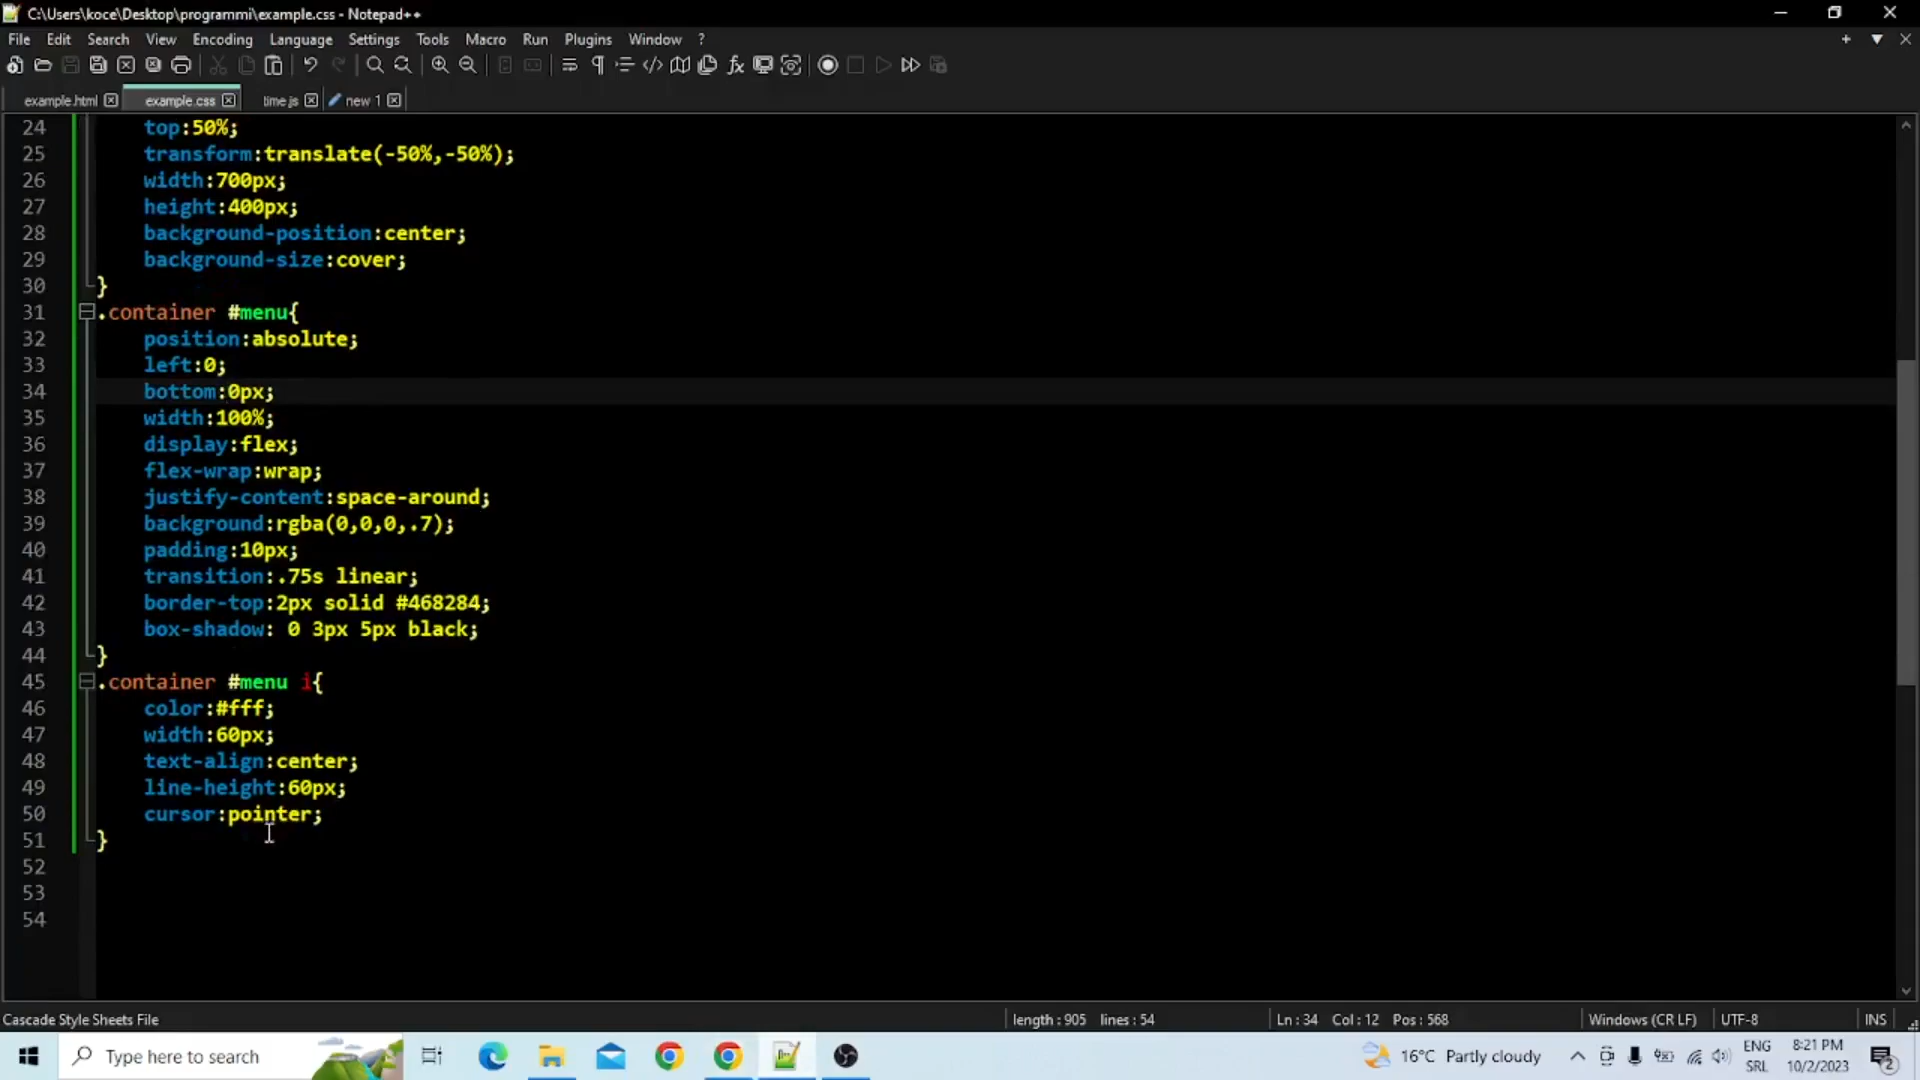 C:\Users\koce\Desktop\programmi\example.css - Notepad++
File Edit Search View Encoding Language Settings Tools Macro Run Plugins Window ?
example.html example.css time.js new 1
24 top:50%;
25 transform:translate(-50%,-50%);
26 width:700px;
27 height:400px;
28 background-position:center;
29 background-size:cover;
30 }
31 .container #menu{
32 position:absolute;
33 left:0;
34 bottom:0px;
35 width:100%;
36 display:flex;
37 flex-wrap:wrap;
38 justify-content:space-around;
39 background:rgba(0,0,0,.7);
40 padding:10px;
41 transition:.75s linear;
42 border-top:2px solid #468284;
43 box-shadow: 0 3px 5px black;
44 }
45 .container #menu i{
46 color:#fff;
47 width:60px;
48 text-align:center;
49 line-height:60px;
50 cursor:pointer;
51 }
52
53
54
Cascade Style Sheets File length : 905 lines : 54 Ln : 34 Col : 12 Pos : 568 Windows (CR LF) UTF-8 INS
Type here to search 16°C Partly cloudy ENG 8:21 PM
SRL 10/2/2023 2